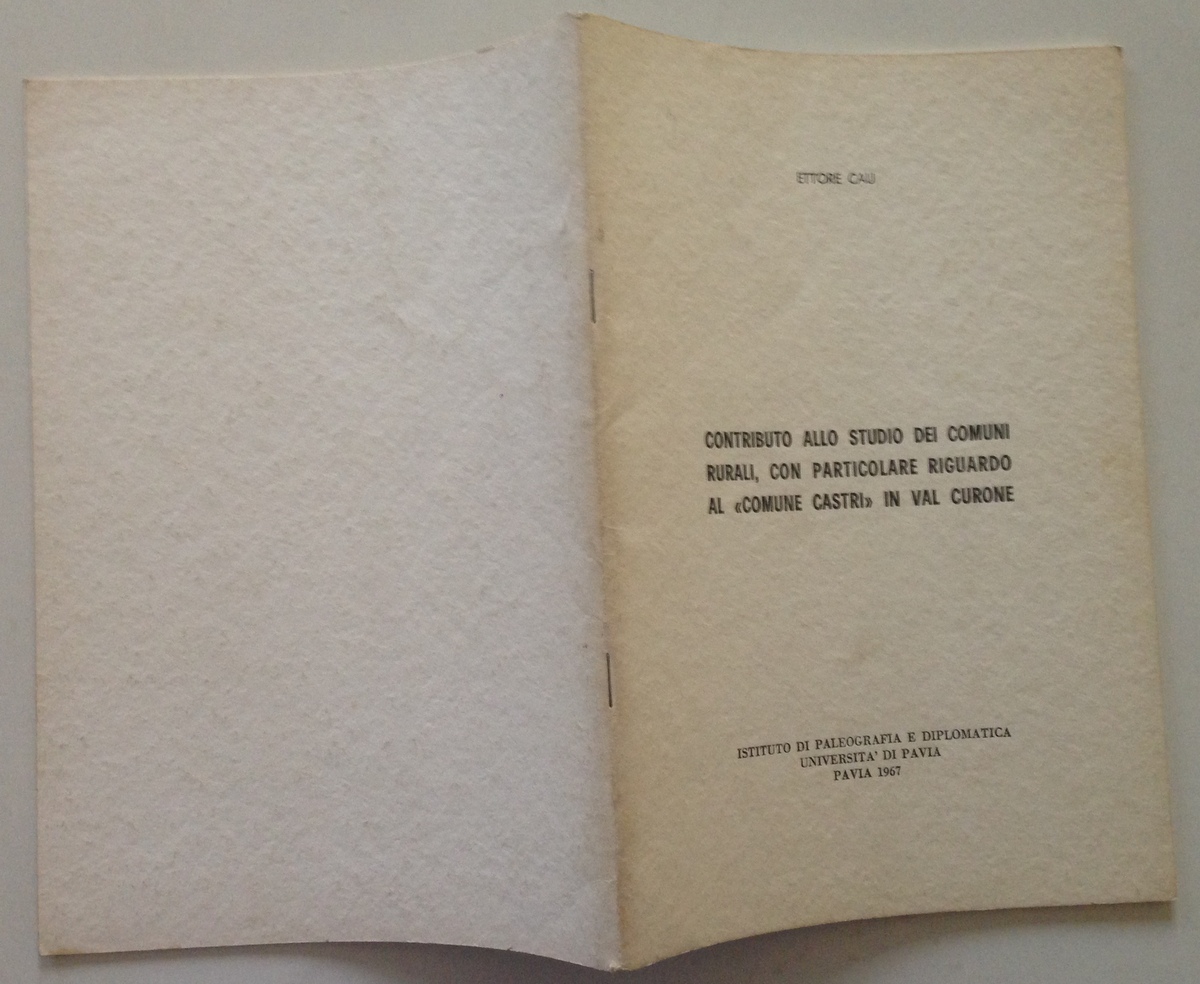 ETTORE CAU
CONTRIBUTO ALLO STUDIO DEI COMUNI
RURALI, CON PARTICOLARE RIGUARDO
AL «COMUNE CASTRI» IN VAL CURONE
ISTITUTO DI PALEOGRAFIA E DIPLOMATICA
UNIVERSITA' DI PAVIA
PAVIA 1967